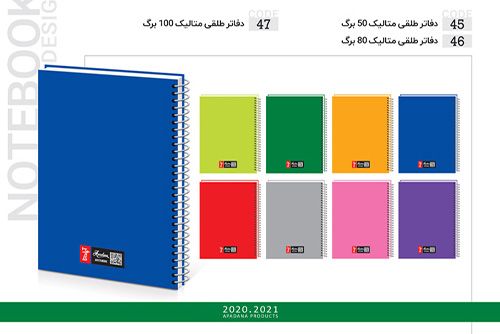 NOTEBOOK
DESIGN
CODE
45 دفاتر طلقی متالیک 50 برگ
46 دفاتر طلقی متالیک 80 برگ
CODE
47 دفاتر طلقی متالیک 100 برگ
2020.2021
APADANA PRODUCTS